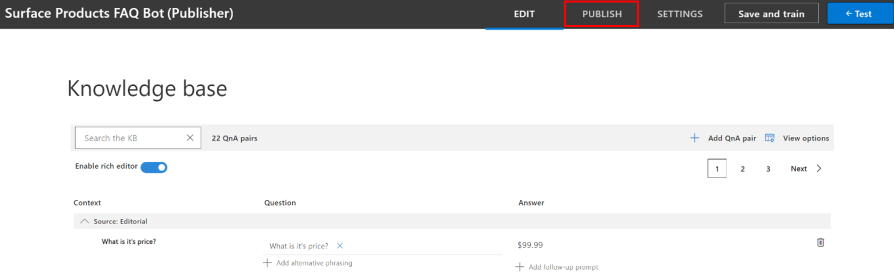 Surface Products FAQ Bot (Publisher) EDIT PUBLISH SETTINGS Save and train Test
Knowledge base
Search the KB 22 QnA pairs Add QnA pair View options
Enable rich editor 1 2 3 Next
Context Question Answer
Source: Editorial
What is it's price? What is it's price? $99.99
Add alternative phrasing Add follow-up prompt